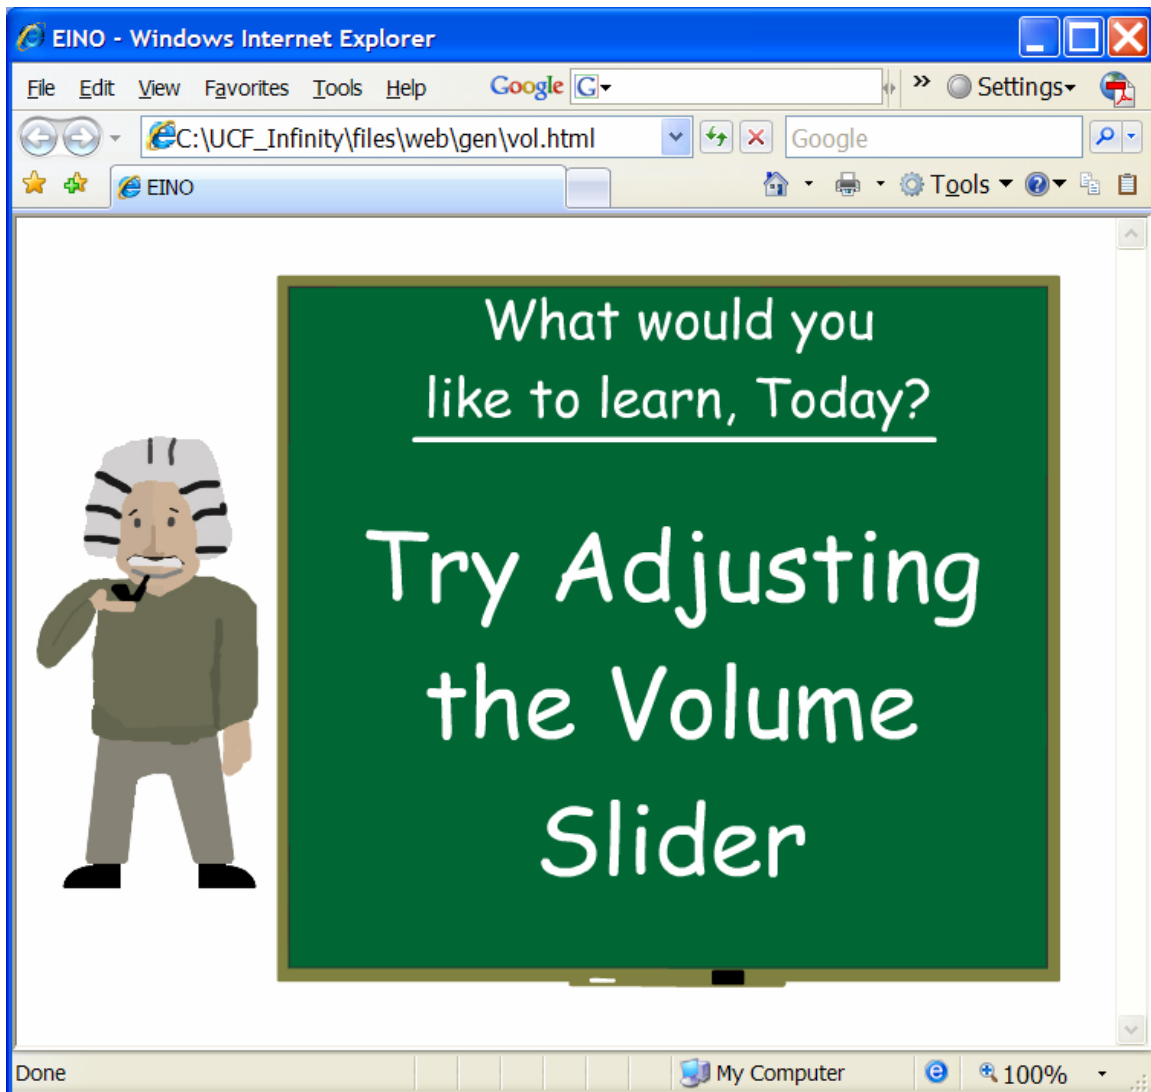 EINO - Windows Internet Explorer
File Edit View Favorites Tools Help Google G » Settings
C:\UCF_Infinity\files\web\gen\vol.html Google
EINO Tools
What would you
like to learn, Today?
Try Adjusting
the Volume
Slider
Done My Computer 100%